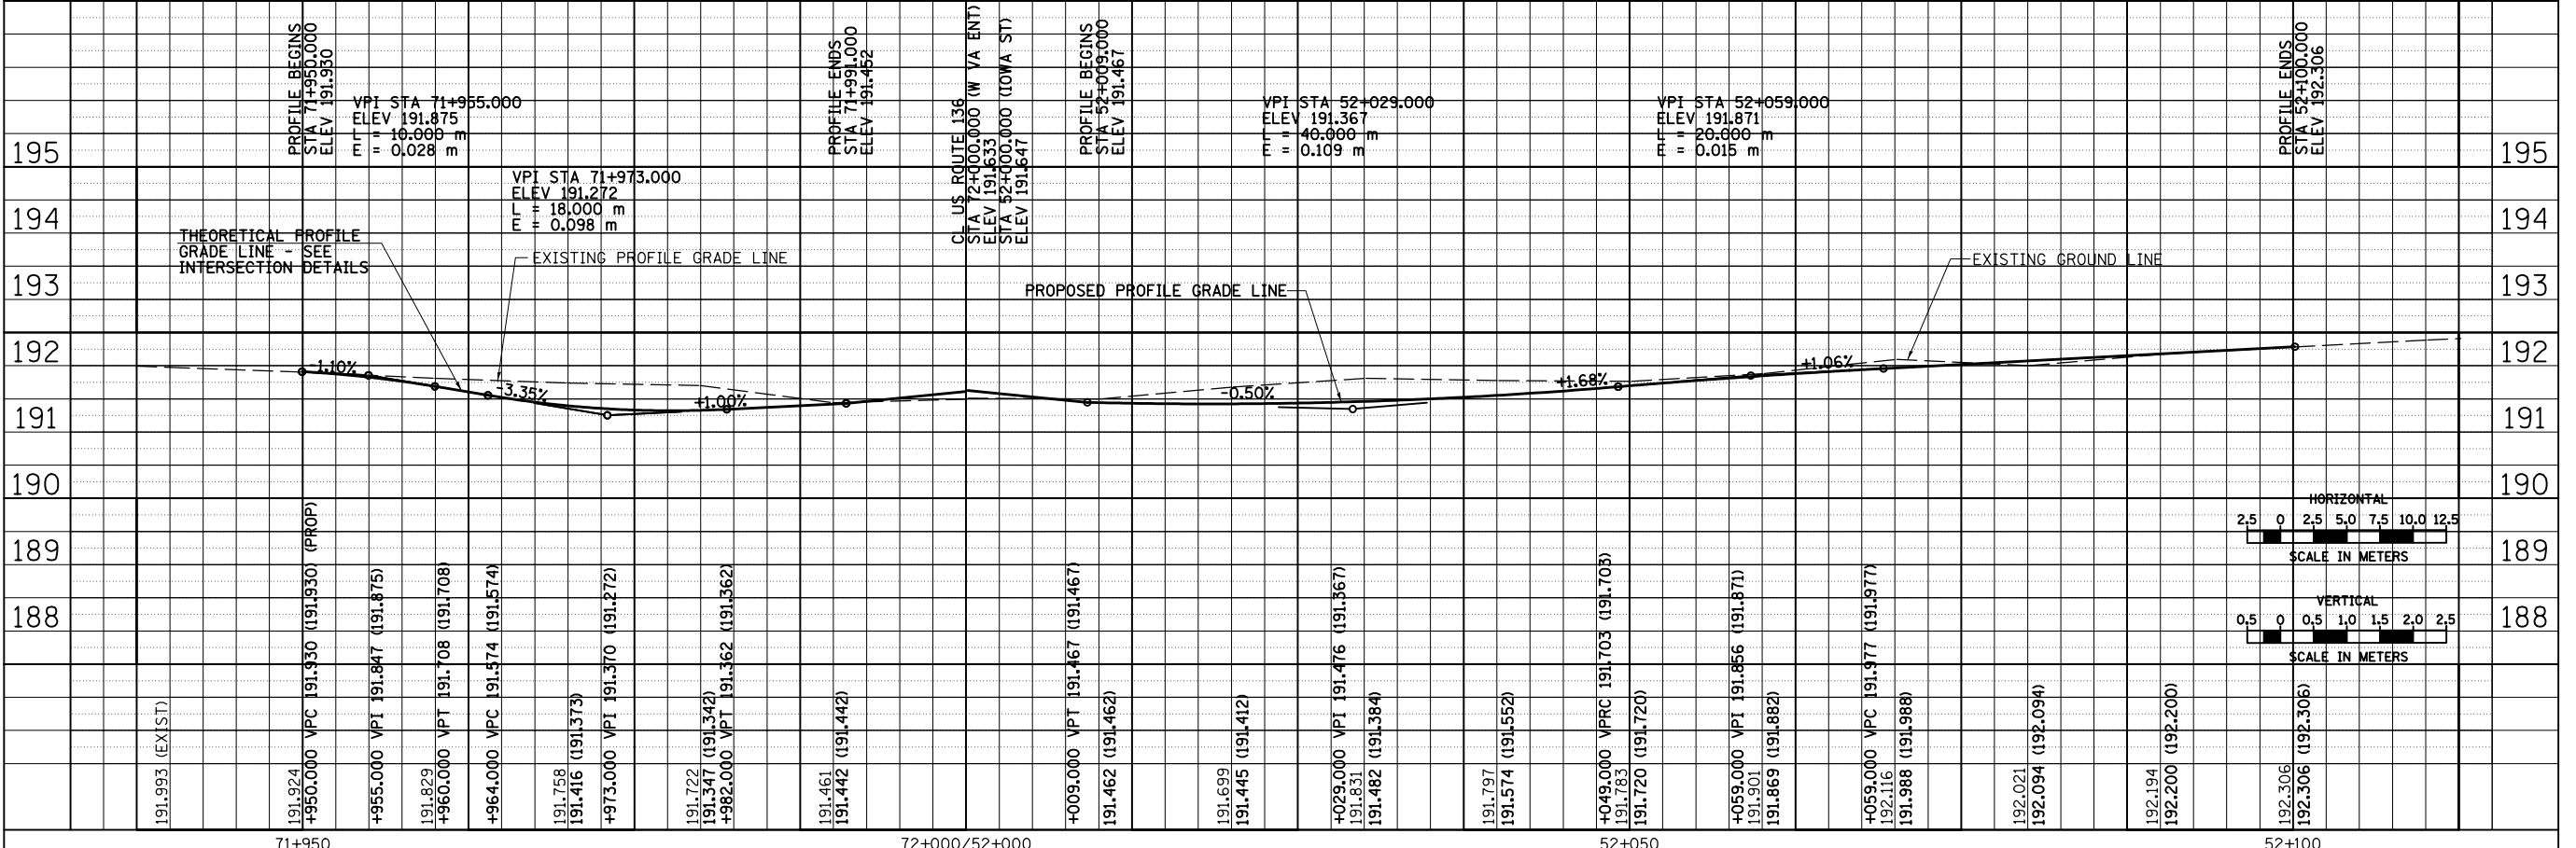 PROFILE BEGINS
STA 71+950.000
ELEV 191.930
VPI STA 71+955.000
ELEV 191.875
L = 10.000 m
E = 0.028 m
VPI STA 71+973.000
ELEV 191.272
L = 18.000 m
E = 0.098 m
PROFILE ENDS
STA 71+991.000
ELEV 191.452
CL US ROUTE 136
STA 72+000.000 (W VA ENT)
ELEV 191.633
STA 52+000.000 (IOWA ST)
ELEV 191.647
PROFILE BEGINS
STA 52+009.000
ELEV 191.467
VPI STA 52+029.000
ELEV 191.367
L = 40.000 m
E = 0.109 m
VPI STA 52+059.000
ELEV 191.871
L = 20.000 m
E = 0.015 m
PROFILE ENDS
STA 52+100.000
ELEV 192.306
195
194
193
192
191
190
189
188
195
194
193
192
191
190
189
188
THEORETICAL PROFILE
GRADE LINE - SEE
INTERSECTION DETAILS
EXISTING PROFILE GRADE LINE
PROPOSED PROFILE GRADE LINE
EXISTING GROUND LINE
-1.10%
-3.35%
+1.00%
-0.50%
+1.68%
+1.06%
HORIZONTAL
2.5 0 2.5 5.0 7.5 10.0 12.5
SCALE IN METERS
VERTICAL
0.5 0 0.5 1.0 1.5 2.0 2.5
SCALE IN METERS
191.993 (EXIST)
191.924
+950.000 VPC 191.930 (191.930) (PROP)
+955.000 VPI 191.847 (191.875)
191.829
+960.000 VPT 191.708 (191.708)
+964.000 VPC 191.574 (191.574)
191.758
191.416 (191.373)
+973.000 VPI 191.370 (191.272)
191.722
191.347 (191.342)
+982.000 VPT 191.362 (191.362)
191.461
191.442 (191.442)
+009.000 VPT 191.467 (191.467)
191.462 (191.462)
191.699
191.445 (191.412)
+029.000 VPI 191.476 (191.367)
191.831
191.482 (191.384)
191.797
191.574 (191.552)
+049.000 VPRC 191.703 (191.703)
191.783
191.720 (191.720)
+059.000 VPI 191.856 (191.871)
191.901
191.869 (191.882)
+059.000 VPC 191.977 (191.977)
192.116
191.988 (191.988)
192.021
192.094 (192.094)
192.194
192.200 (192.200)
192.306
192.306 (192.306)
71+950
72+000/52+000
52+050
52+100